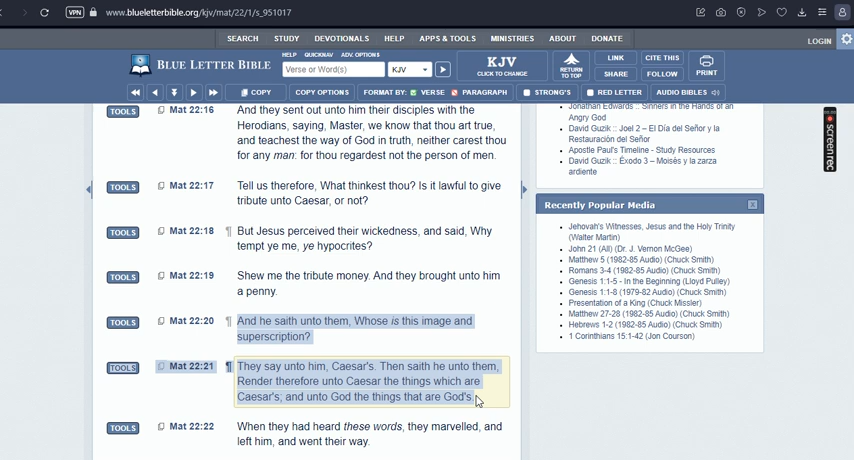 VPN www.blueletterbible.org/kjv/mat/22/1/s_951017
SEARCH STUDY DEVOTIONALS HELP APPS & TOOLS MINISTRIES ABOUT DONATE LOGIN
BLUE LETTER BIBLE
HELP QUICKNAV ADV. OPTIONS
Verse or Word(s) KJV
KJV
CLICK TO CHANGE
RETURN
TO TOP
LINK CITE THIS
SHARE FOLLOW
PRINT
COPY COPY OPTIONS FORMAT BY: VERSE PARAGRAPH STRONG'S RED LETTER AUDIO BIBLES
TOOLS Mat 22:16 And they sent out unto him their disciples with the
Herodians, saying, Master, we know that thou art true,
and teachest the way of God in truth, neither carest thou
for any man: for thou regardest not the person of men.
TOOLS Mat 22:17 Tell us therefore, What thinkest thou? Is it lawful to give
tribute unto Caesar, or not?
TOOLS Mat 22:18 ¶ But Jesus perceived their wickedness, and said, Why
tempt ye me, ye hypocrites?
TOOLS Mat 22:19 Shew me the tribute money. And they brought unto him
a penny.
TOOLS Mat 22:20 ¶ And he saith unto them, Whose is this image and
superscription?
TOOLS Mat 22:21 ¶ They say unto him, Caesar's. Then saith he unto them,
Render therefore unto Caesar the things which are
Caesar's; and unto God the things that are God's.
TOOLS Mat 22:22 When they had heard these words, they marvelled, and
left him, and went their way.
Jonathan Edwards :: Sinners in the Hands of an
Angry God
David Guzik :: Joel 2 – El Día del Señor y la
Restauración del Señor
Apostle Paul's Timeline - Study Resources
David Guzik :: Éxodo 3 – Moisés y la zarza
ardiente
Recently Popular Media x
Jehovah's Witnesses, Jesus and the Holy Trinity
(Walter Martin)
John 21 (All) (Dr. J. Vernon McGee)
Matthew 5 (1982-85 Audio) (Chuck Smith)
Romans 3-4 (1982-85 Audio) (Chuck Smith)
Genesis 1:1-5 - In the Beginning (Lloyd Pulley)
Genesis 1:1-8 (1979-82 Audio) (Chuck Smith)
Presentation of a King (Chuck Missler)
Matthew 27-28 (1982-85 Audio) (Chuck Smith)
Hebrews 1-2 (1982-85 Audio) (Chuck Smith)
1 Corinthians 15:1-42 (Jon Courson)
screenrec